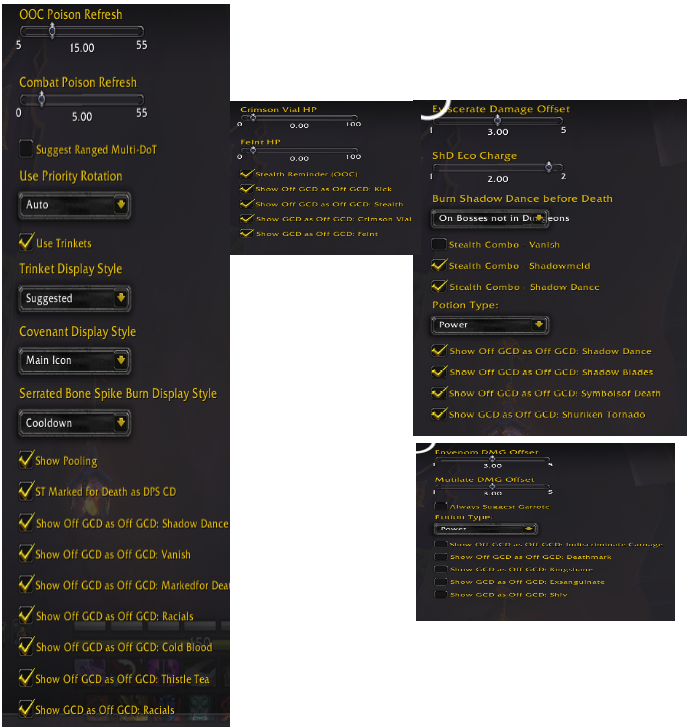 OOC Poison Refresh
5 15.00 55
Combat Poison Refresh
0 5.00 55
Suggest Ranged Multi-DoT
Use Priority Rotation
Auto
Use Trinkets
Trinket Display Style
Suggested
Covenant Display Style
Main Icon
Serrated Bone Spike Burn Display Style
Cooldown
Show Pooling
ST Marked for Death as DPS CD
Show Off GCD as Off GCD: Shadow Dance
Show Off GCD as Off GCD: Vanish
Show Off GCD as Off GCD: Markedfor Dea
Show Off GCD as Off GCD: Racials
Show Off GCD as Off GCD: Cold Blood
Show Off GCD as Off GCD: Thistle Tea
Show GCD as Off GCD: Racials
Crimson Vial HP
0 0.00 100
Feint HP
0 0.00 100
Stealth Reminder (OOC)
Show Off GCD as Off GCD: Kick
Show Off GCD as Off GCD: Stealth
Show GCD as Off GCD: Crimson Vial
Show GCD as Off GCD: Feint
Eviscerate Damage Offset
1 3.00 5
ShD Eco Charge
1 2.00 2
Burn Shadow Dance before Death
On Bosses not in Dungeons
Stealth Combo - Vanish
Stealth Combo - Shadowmeld
Stealth Combo - Shadow Dance
Potion Type:
Power
Show Off GCD as Off GCD: Shadow Dance
Show Off GCD as Off GCD: Shadow Blades
Show Off GCD as Off GCD: Symbolsof Death
Show GCD as Off GCD: Shuriken Tornado
Envenom DMG Offset
1 3.00 5
Mutilate DMG Offset
1 3.00 5
Always Suggest Garrote
Potion Type:
Power
Show Off GCD as Off GCD: Indiscriminate Carnage
Show Off GCD as Off GCD: Deathmark
Show GCD as Off GCD: Kingsbane
Show GCD as Off GCD: Exsanguinate
Show GCD as Off GCD: Shiv